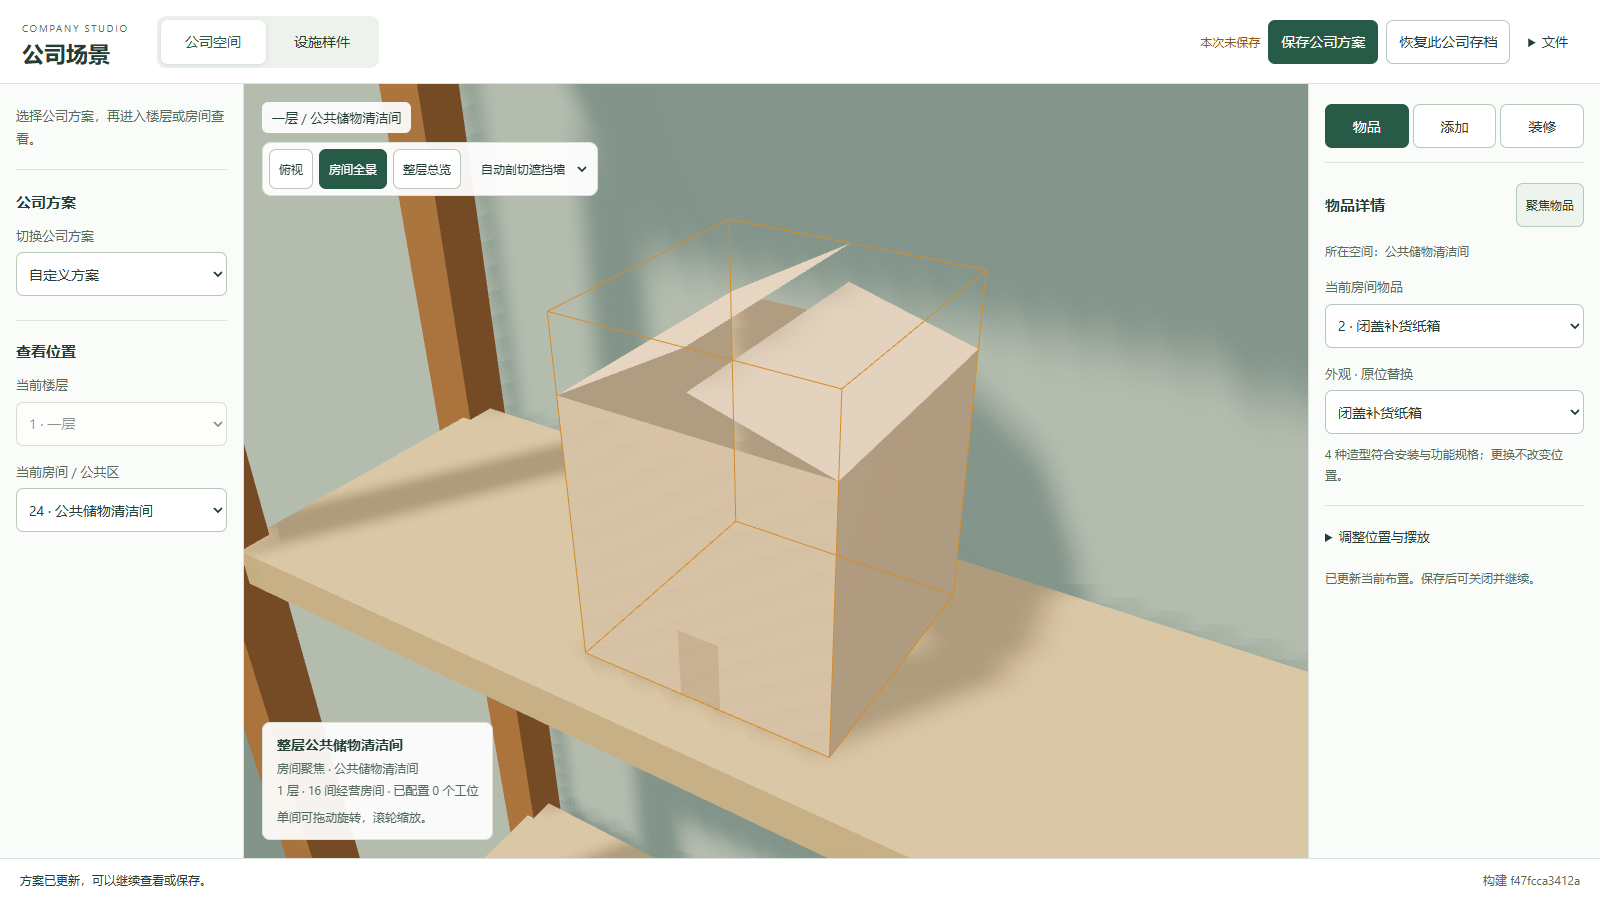 COMPANY STUDIO
公司场景
公司空间
设施样件
本次未保存
保存公司方案
恢复此公司存档
文件
选择公司方案，再进入楼层或房间查
看。
公司方案
切换公司方案
自定义方案
查看位置
当前楼层
1 · 一层
当前房间 / 公共区
24 · 公共储物清洁间
一层 / 公共储物清洁间
俯视
房间全景
整层总览
自动剖切遮挡墙
整层公共储物清洁间
房间聚焦 · 公共储物清洁间
1 层 · 16 间经营房间 · 已配置 0 个工位
单间可拖动旋转，滚轮缩放。
物品
添加
装修
物品详情
聚焦物品
所在空间：公共储物清洁间
当前房间物品
2 · 闭盖补货纸箱
外观 · 原位替换
闭盖补货纸箱
4 种造型符合安装与功能规格；更换不改变位
置。
调整位置与摆放
已更新当前布置。保存后可关闭并继续。
方案已更新，可以继续查看或保存。
构建 f47fcca3412a